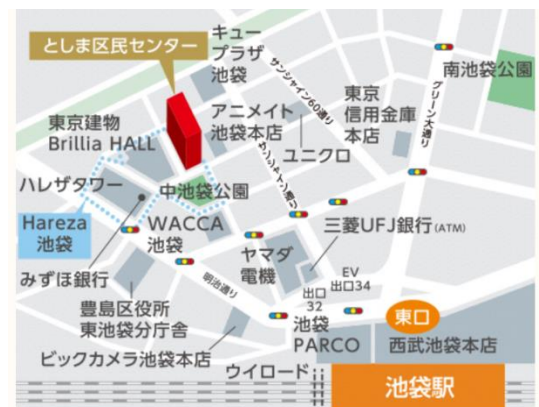 キュー
プラザ
池袋
としま区民センター
サンシャイン60通り
南池袋公園
グリーン大通り
東京建物
Brillia HALL
アニメイト
池袋本店
東京
信用金庫
本店
ユニクロ
サンシャイン通り
ハレザタワー
中池袋公園
Hareza
池袋
WACCA
池袋
三菱UFJ銀行(ATM)
ヤマダ
電機
みずほ銀行
明治通り
EV
出口34
出口
32
豊島区役所
東池袋分庁舎
池袋
PARCO
東口
西武池袋本店
ビックカメラ池袋本店
ウイロード
池袋駅